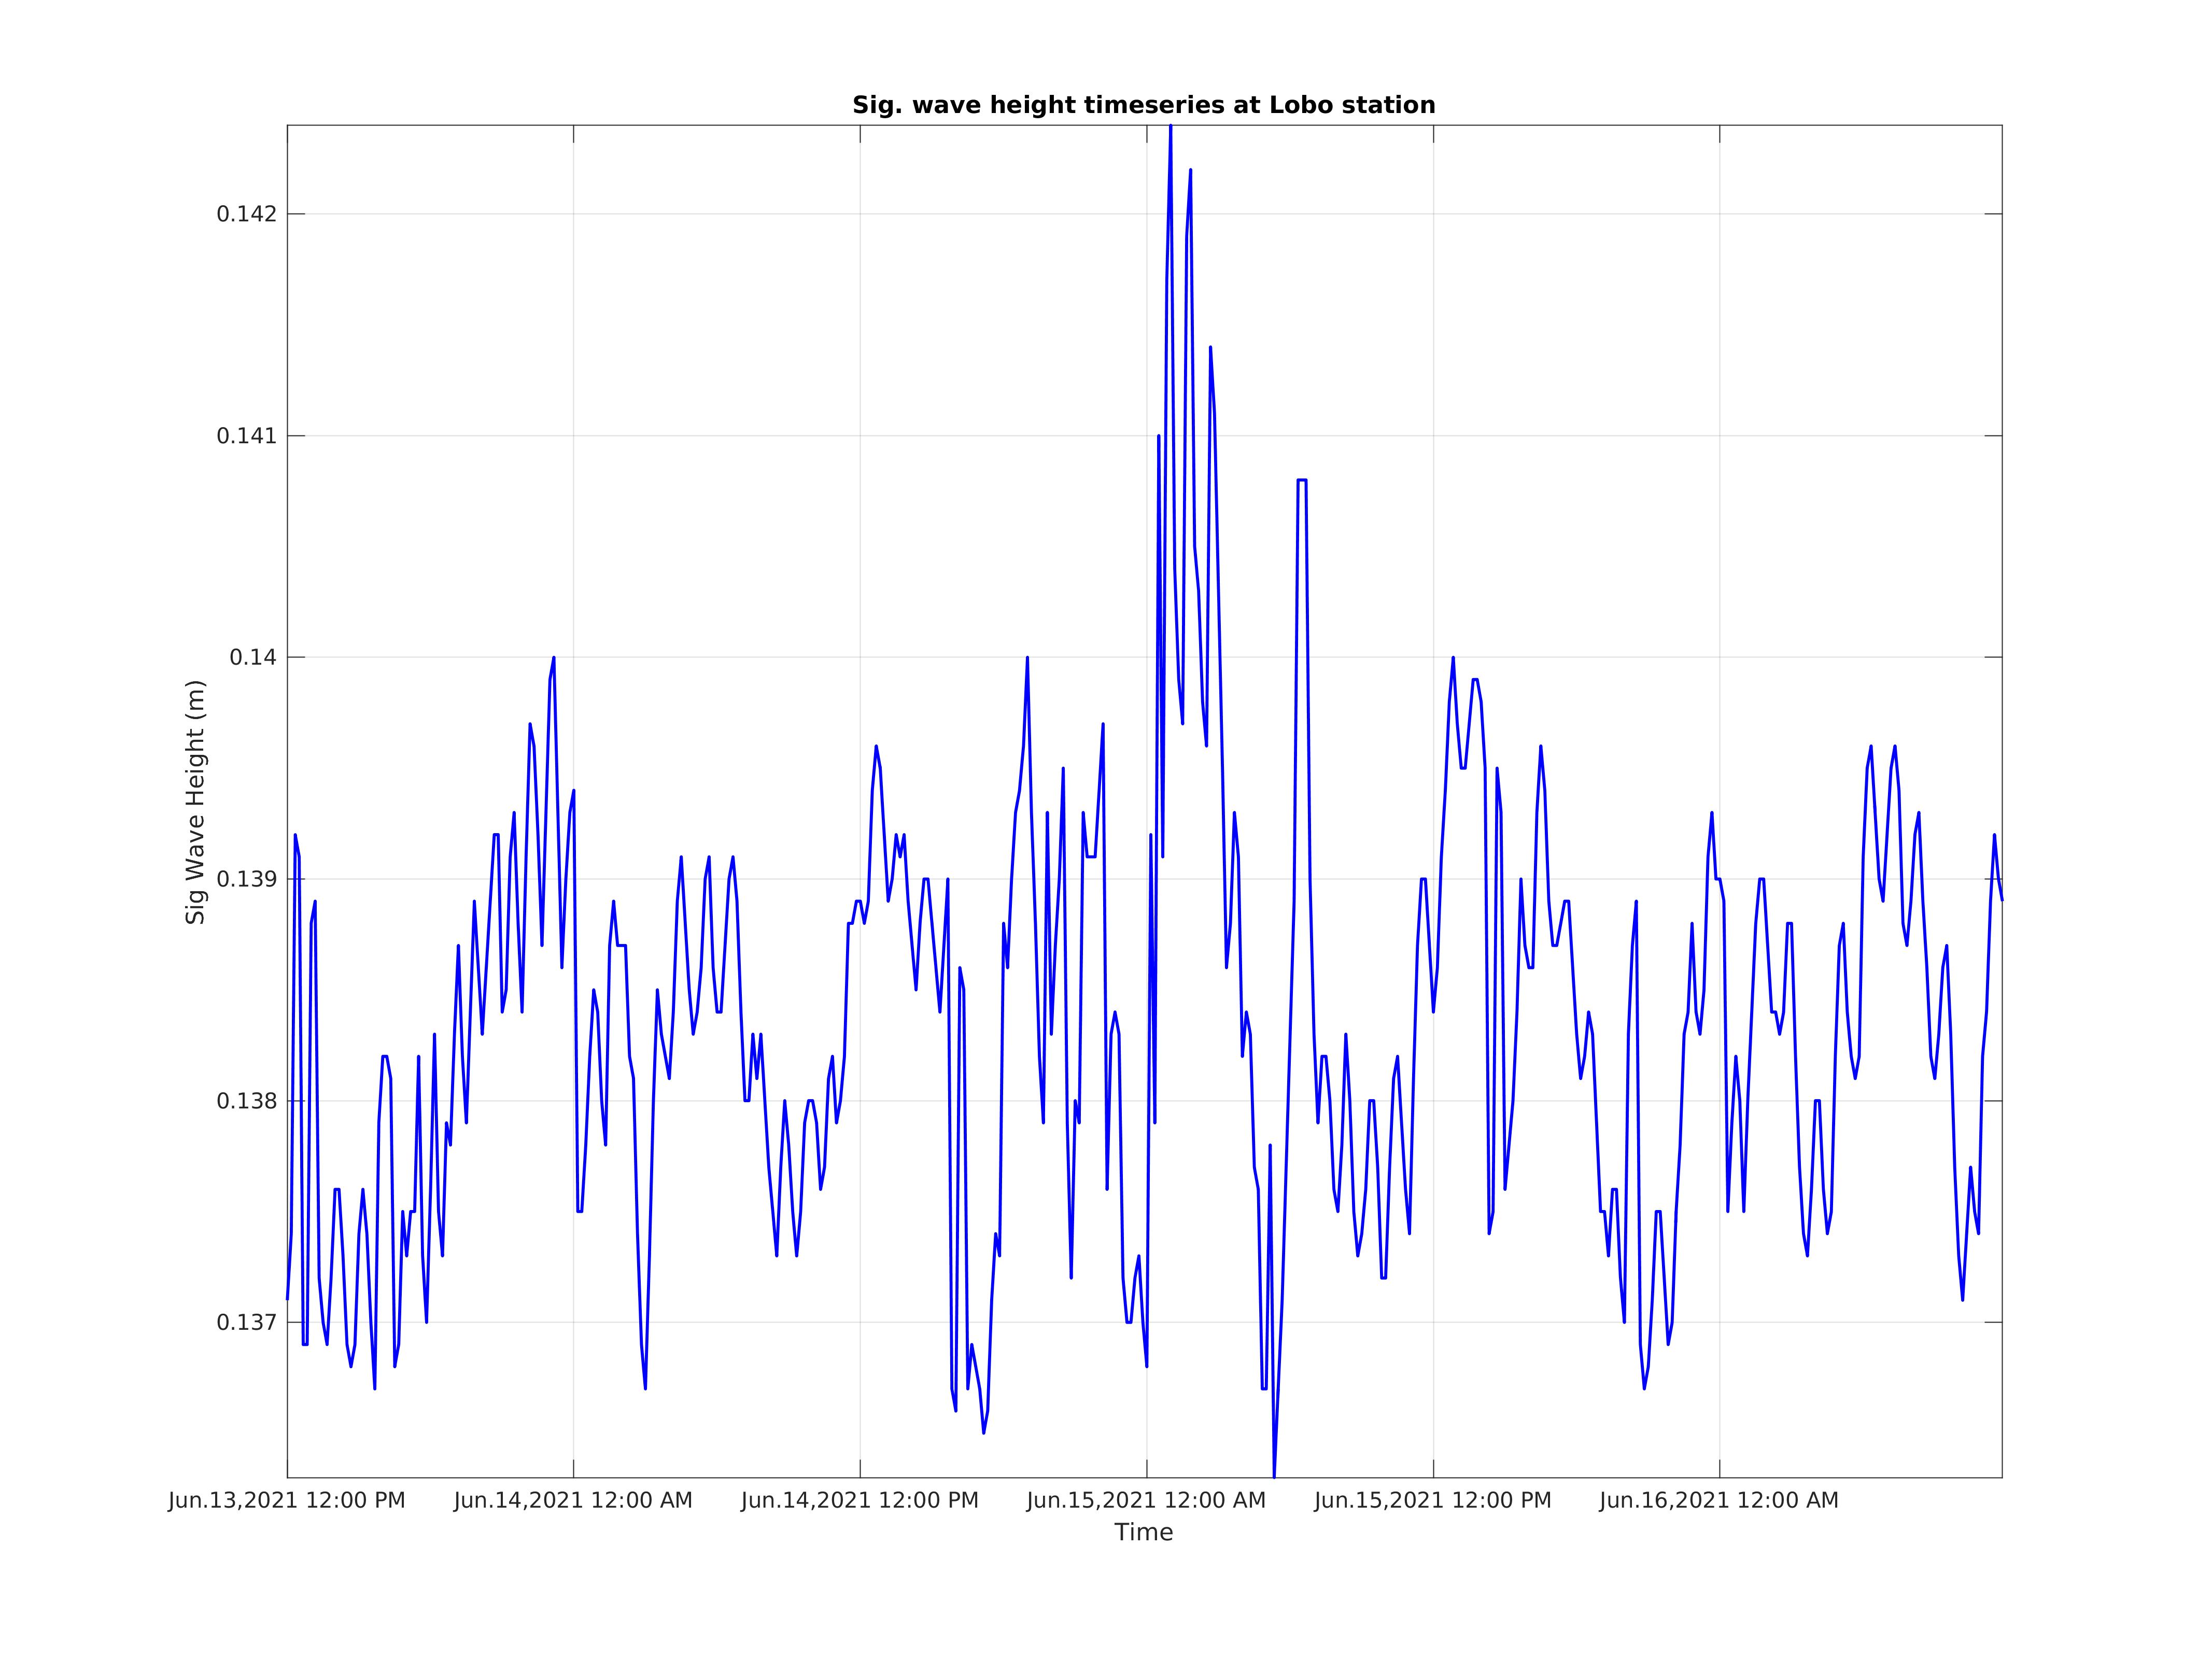 Sig. wave height timeseries at Lobo station
0.142
0.141
0.14
0.139
0.138
0.137
Sig Wave Height (m)
Jun.13,2021 12:00 PM
Jun.14,2021 12:00 AM
Jun.14,2021 12:00 PM
Jun.15,2021 12:00 AM
Jun.15,2021 12:00 PM
Jun.16,2021 12:00 AM
Time